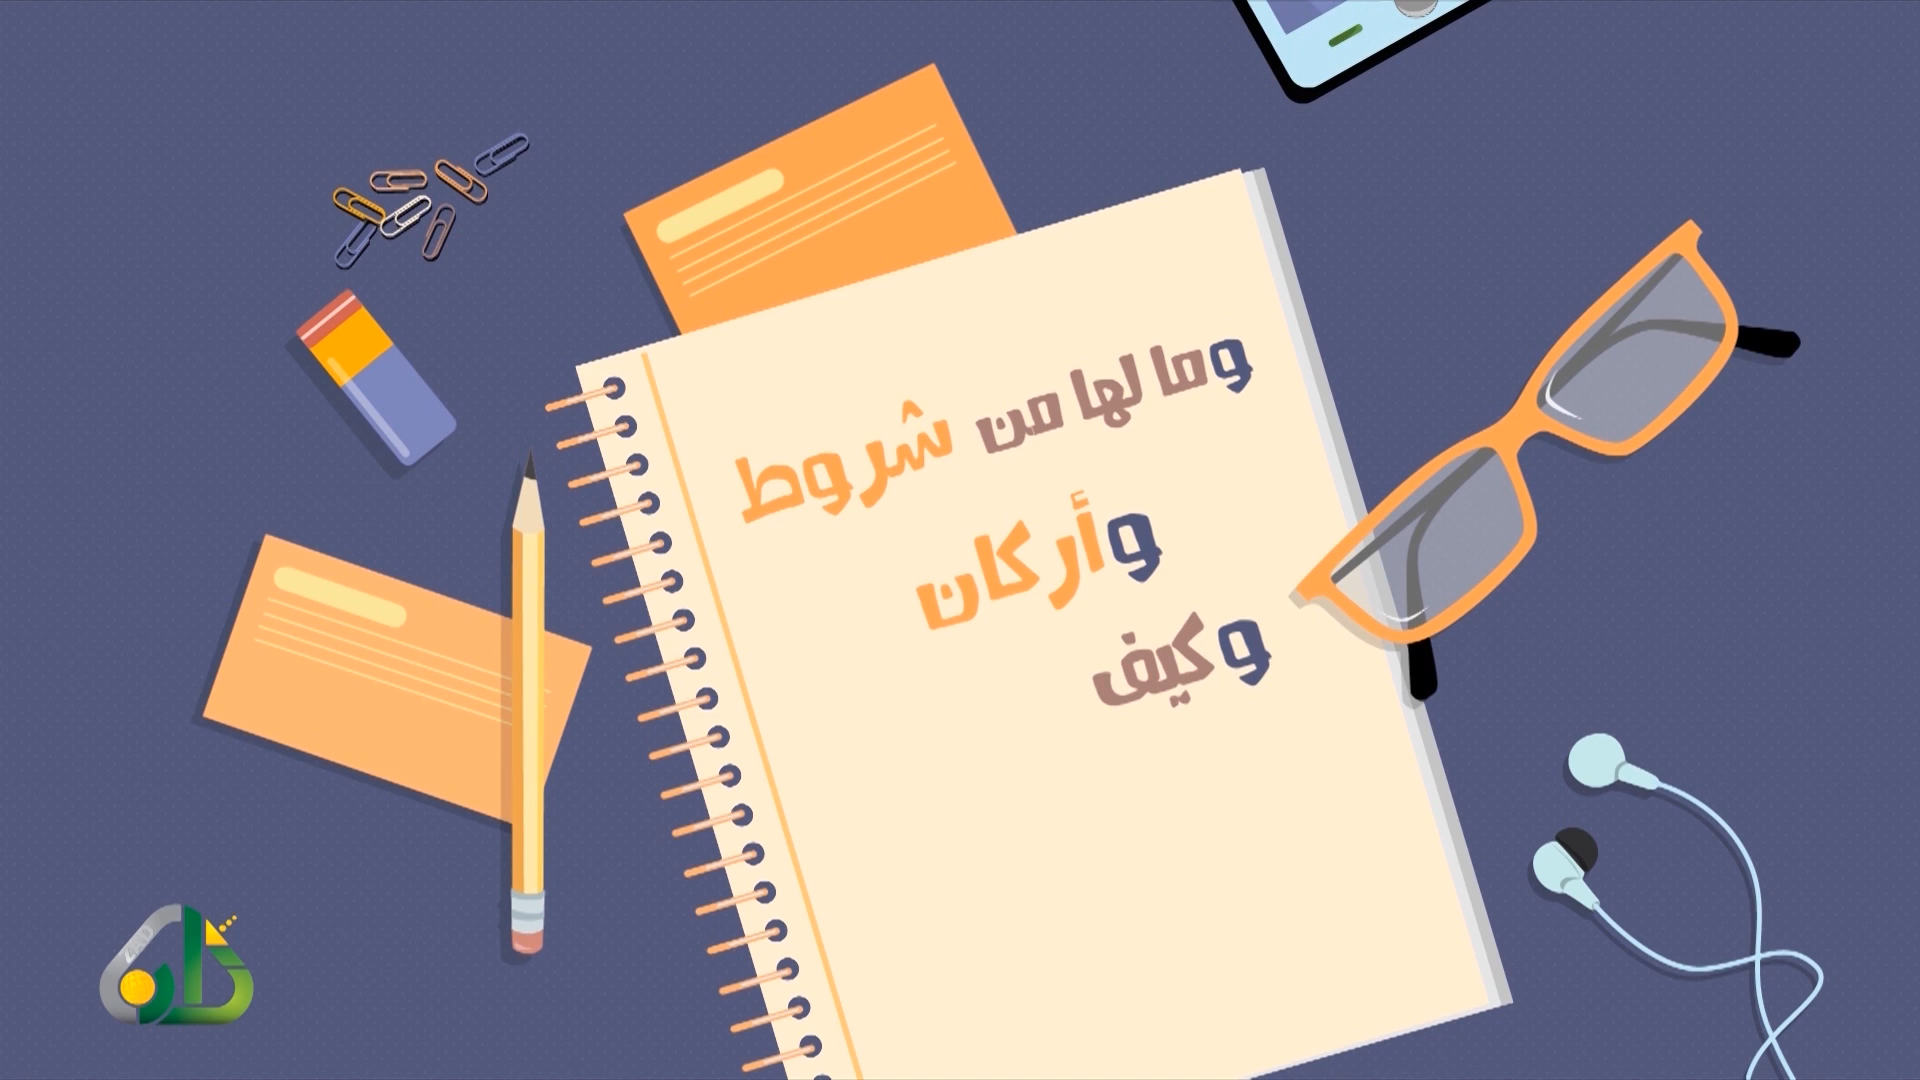 وما لها من شروط
وأركان
وكيف